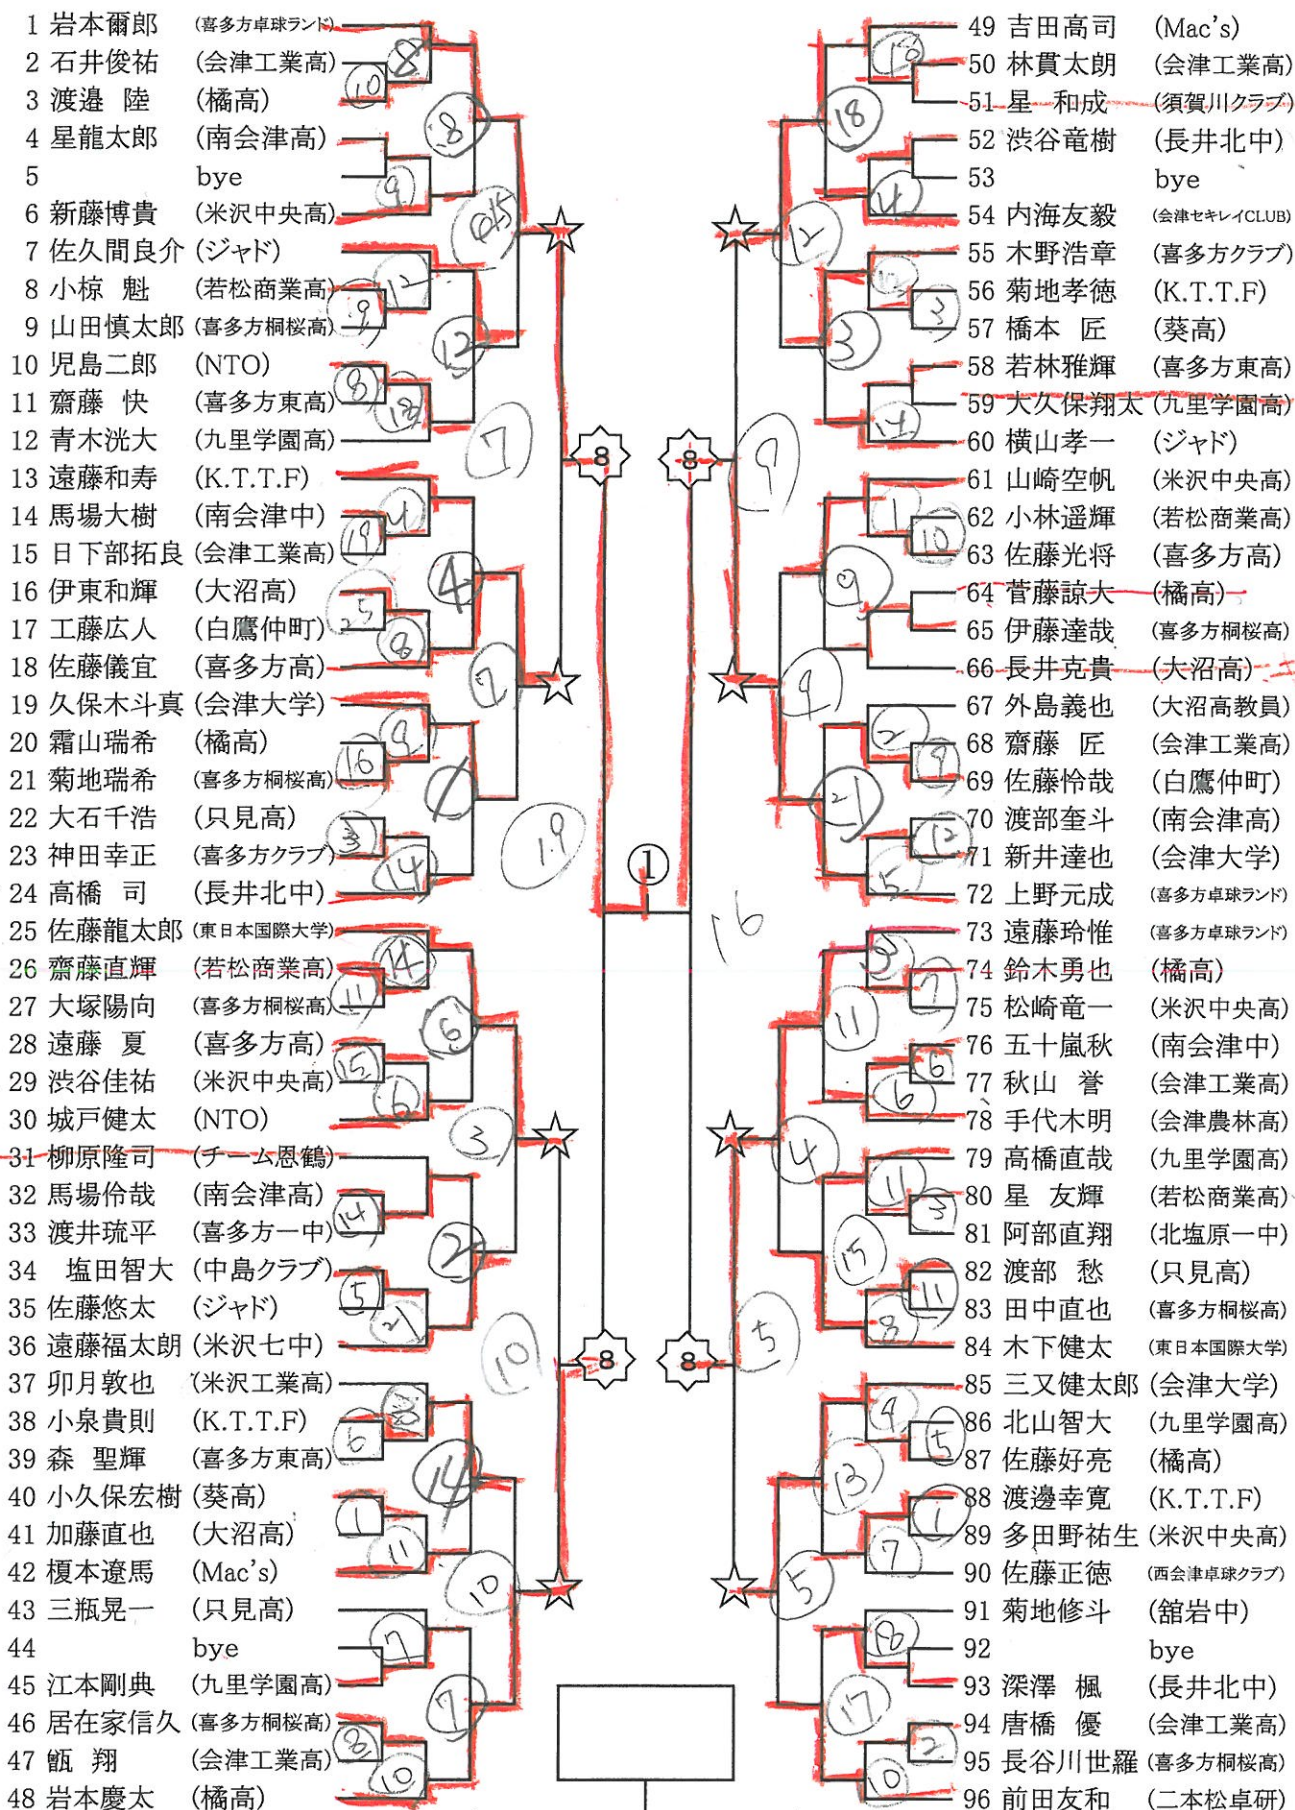 1 岩本爾郎 (喜多方卓球ランド)
2 石井俊祐 (会津工業高)
3 渡邉 陸 (橘高)
4 星龍太郎 (南会津高)
5 bye
6 新藤博貴 (米沢中央高)
7 佐久間良介 (ジャド)
8 小椋 魁 (若松商業高)
9 山田慎太郎 (喜多方桐桜高)
10 児島二郎 (NTO)
11 齋藤 快 (喜多方東高)
12 青木洸大 (九里学園高)
13 遠藤和寿 (K.T.T.F)
14 馬場大樹 (南会津中)
15 日下部拓良 (会津工業高)
16 伊東和輝 (大沼高)
17 工藤広人 (白鷹仲町)
18 佐藤儀宜 (喜多方高)
19 久保木斗真 (会津大学)
20 霜山瑞希 (橘高)
21 菊地瑞希 (喜多方桐桜高)
22 大石千浩 (只見高)
23 神田幸正 (喜多方クラブ)
24 高橋 司 (長井北中)
25 佐藤龍太郎 (東日本国際大学)
26 齋藤直輝 (若松商業高)
27 大塚陽向 (喜多方桐桜高)
28 遠藤 夏 (喜多方高)
29 渋谷佳祐 (米沢中央高)
30 城戸健太 (NTO)
31 柳原隆司 (チーム恩鶴)
32 馬場伶哉 (南会津高)
33 渡井琉平 (喜多方一中)
34 塩田智大 (中島クラブ)
35 佐藤悠太 (ジャド)
36 遠藤福太朗 (米沢七中)
37 卯月敦也 (米沢工業高)
38 小泉貴則 (K.T.T.F)
39 森 聖輝 (喜多方東高)
40 小久保宏樹 (葵高)
41 加藤直也 (大沼高)
42 榎本遼馬 (Mac's)
43 三瓶晃一 (只見高)
44 bye
45 江本剛典 (九里学園高)
46 居在家信久 (喜多方桐桜高)
47 甑 翔 (会津工業高)
48 岩本慶太 (橘高)
8
8
①
8
8
49 吉田高司 (Mac's)
50 林貫太朗 (会津工業高)
51 星 和成 (須賀川クラブ)
52 渋谷竜樹 (長井北中)
53 bye
54 内海友毅 (会津セキレイCLUB)
55 木野浩章 (喜多方クラブ)
56 菊地孝徳 (K.T.T.F)
57 橋本 匠 (葵高)
58 若林雅輝 (喜多方東高)
59 大久保翔太 (九里学園高)
60 横山孝一 (ジャド)
61 山崎空帆 (米沢中央高)
62 小林遥輝 (若松商業高)
63 佐藤光将 (喜多方高)
64 菅藤諒大 (橘高)
65 伊藤達哉 (喜多方桐桜高)
66 長井克貴 (大沼高)
67 外島義也 (大沼高教員)
68 齋藤 匠 (会津工業高)
69 佐藤怜哉 (白鷹仲町)
70 渡部奎斗 (南会津高)
71 新井達也 (会津大学)
72 上野元成 (喜多方卓球ランド)
73 遠藤玲惟 (喜多方卓球ランド)
74 鈴木勇也 (橘高)
75 松崎竜一 (米沢中央高)
76 五十嵐秋 (南会津中)
77 秋山 誉 (会津工業高)
78 手代木明 (会津農林高)
79 高橋直哉 (九里学園高)
80 星 友輝 (若松商業高)
81 阿部直翔 (北塩原一中)
82 渡部 愁 (只見高)
83 田中直也 (喜多方桐桜高)
84 木下健太 (東日本国際大学)
85 三又健太郎 (会津大学)
86 北山智大 (九里学園高)
87 佐藤好亮 (橘高)
88 渡邊幸寛 (K.T.T.F)
89 多田野祐生 (米沢中央高)
90 佐藤正徳 (西会津卓球クラブ)
91 菊地修斗 (舘岩中)
92 bye
93 深澤 楓 (長井北中)
94 唐橋 優 (会津工業高)
95 長谷川世羅 (喜多方桐桜高)
96 前田友和 (二本松卓研)